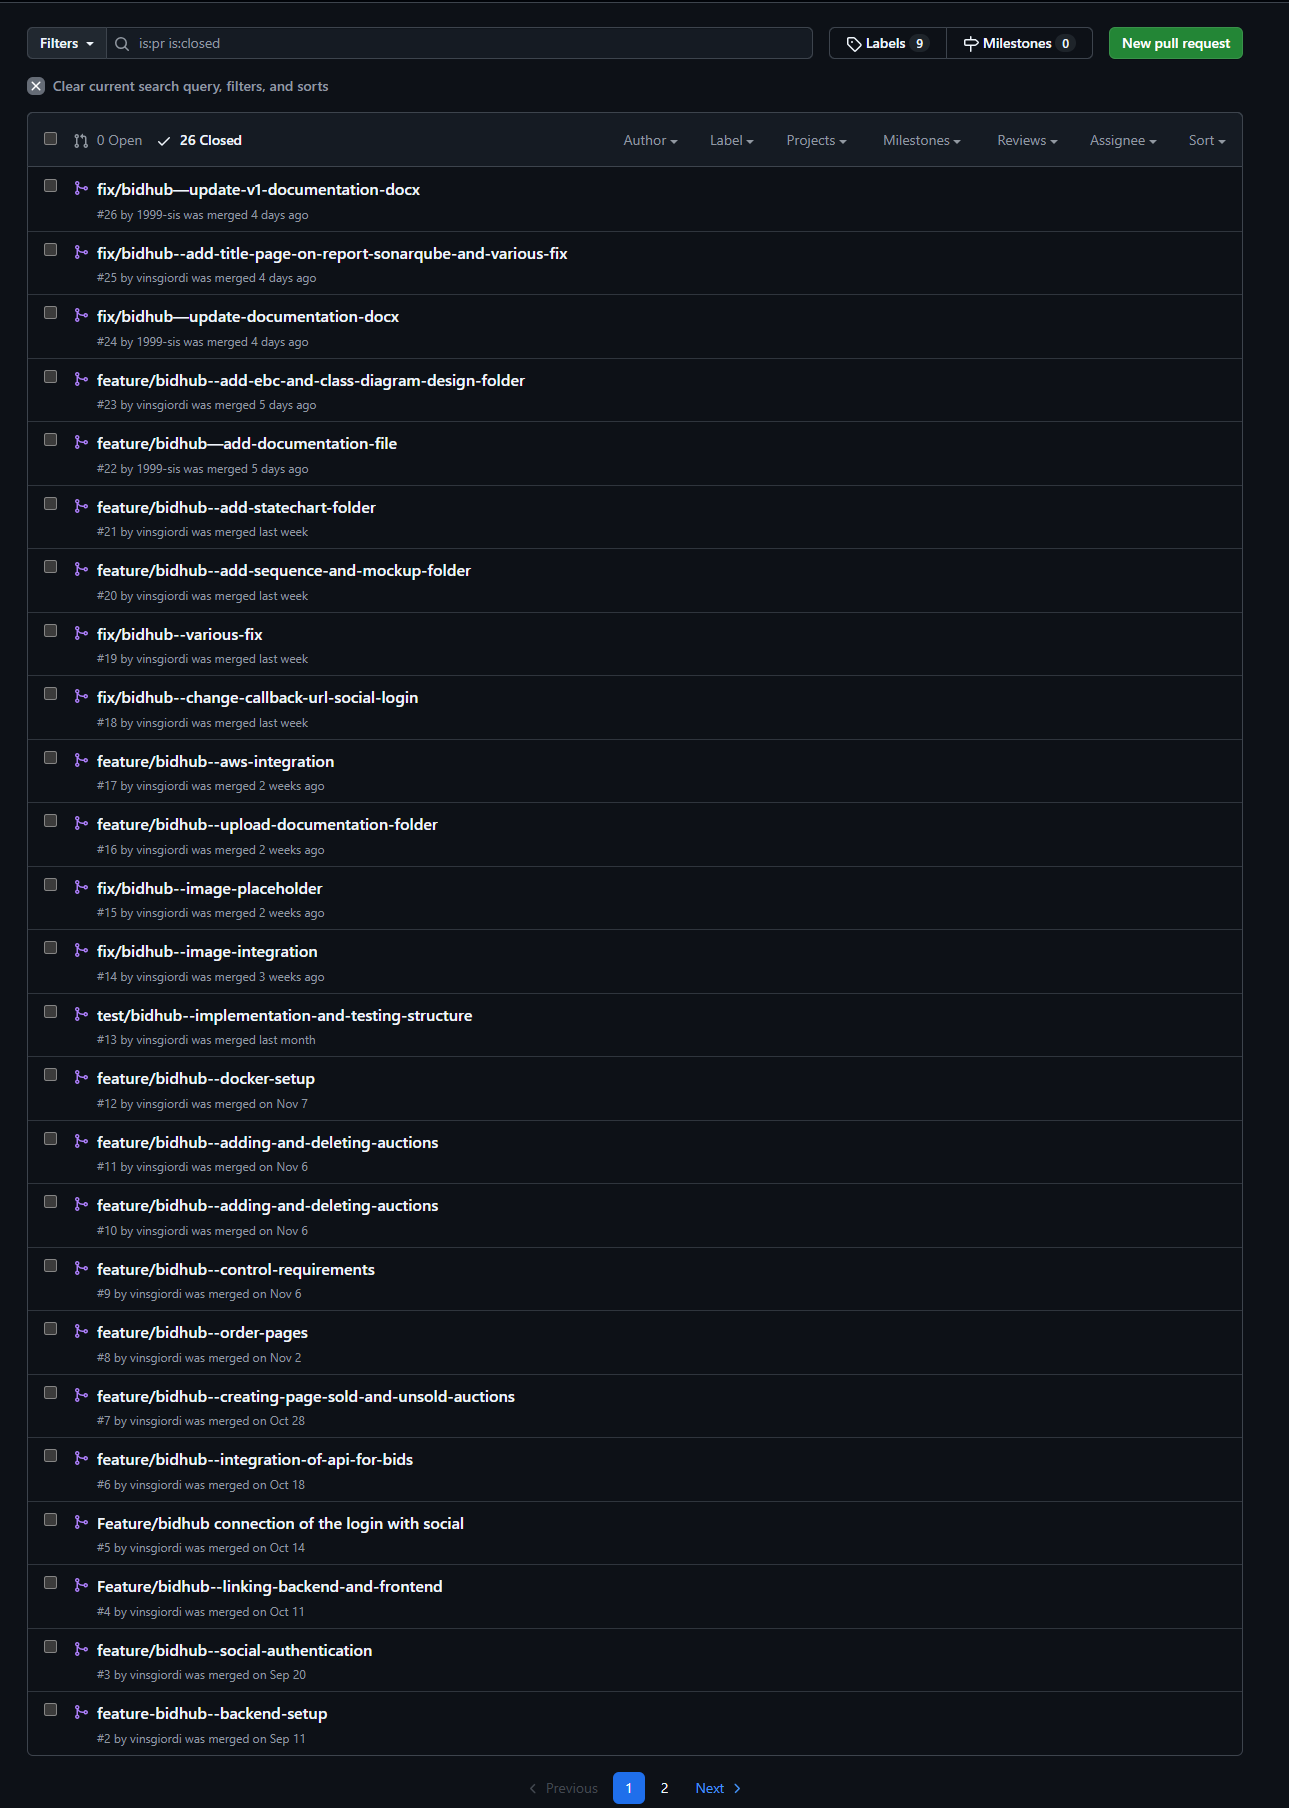 Filters is:pr is:closed Labels 9 Milestones 0 New pull request
Clear current search query, filters, and sorts
0 Open 26 Closed Author Label Projects Milestones Reviews Assignee Sort
fix/bidhub—update-v1-documentation-docx
#26 by 1999-sis was merged 4 days ago
fix/bidhub--add-title-page-on-report-sonarqube-and-various-fix
#25 by vinsgiordi was merged 4 days ago
fix/bidhub—update-documentation-docx
#24 by 1999-sis was merged 4 days ago
feature/bidhub--add-ebc-and-class-diagram-design-folder
#23 by vinsgiordi was merged 5 days ago
feature/bidhub—add-documentation-file
#22 by 1999-sis was merged 5 days ago
feature/bidhub--add-statechart-folder
#21 by vinsgiordi was merged last week
feature/bidhub--add-sequence-and-mockup-folder
#20 by vinsgiordi was merged last week
fix/bidhub--various-fix
#19 by vinsgiordi was merged last week
fix/bidhub--change-callback-url-social-login
#18 by vinsgiordi was merged last week
feature/bidhub--aws-integration
#17 by vinsgiordi was merged 2 weeks ago
feature/bidhub--upload-documentation-folder
#16 by vinsgiordi was merged 2 weeks ago
fix/bidhub--image-placeholder
#15 by vinsgiordi was merged 2 weeks ago
fix/bidhub--image-integration
#14 by vinsgiordi was merged 3 weeks ago
test/bidhub--implementation-and-testing-structure
#13 by vinsgiordi was merged last month
feature/bidhub--docker-setup
#12 by vinsgiordi was merged on Nov 7
feature/bidhub--adding-and-deleting-auctions
#11 by vinsgiordi was merged on Nov 6
feature/bidhub--adding-and-deleting-auctions
#10 by vinsgiordi was merged on Nov 6
feature/bidhub--control-requirements
#9 by vinsgiordi was merged on Nov 6
feature/bidhub--order-pages
#8 by vinsgiordi was merged on Nov 2
feature/bidhub--creating-page-sold-and-unsold-auctions
#7 by vinsgiordi was merged on Oct 28
feature/bidhub--integration-of-api-for-bids
#6 by vinsgiordi was merged on Oct 18
Feature/bidhub connection of the login with social
#5 by vinsgiordi was merged on Oct 14
Feature/bidhub--linking-backend-and-frontend
#4 by vinsgiordi was merged on Oct 11
feature/bidhub--social-authentication
#3 by vinsgiordi was merged on Sep 20
feature-bidhub--backend-setup
#2 by vinsgiordi was merged on Sep 11
Previous 1 2 Next